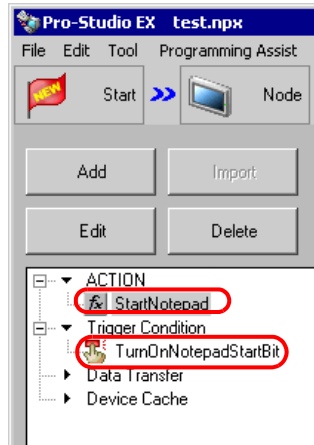 Pro-Studio EX test.npx
File Edit Tool Programming Assist
NEW Start Node
Add Import
Edit Delete
ACTION
fx StartNotepad
Trigger Condition
TurnOnNotepadStartBit
Data Transfer
Device Cache